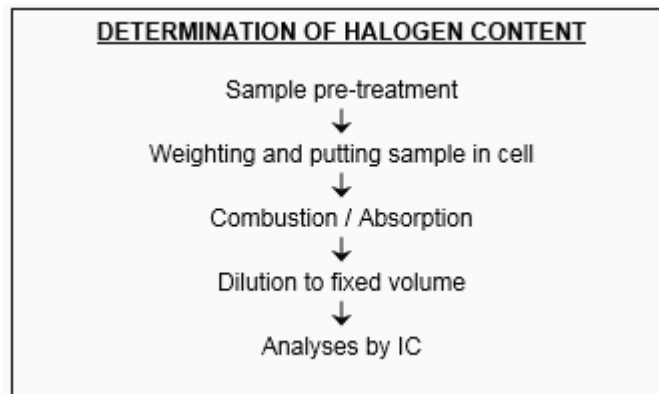 DETERMINATION OF HALOGEN CONTENT
Sample pre-treatment
↓
Weighting and putting sample in cell
↓
Combustion / Absorption
↓
Dilution to fixed volume
↓
Analyses by IC